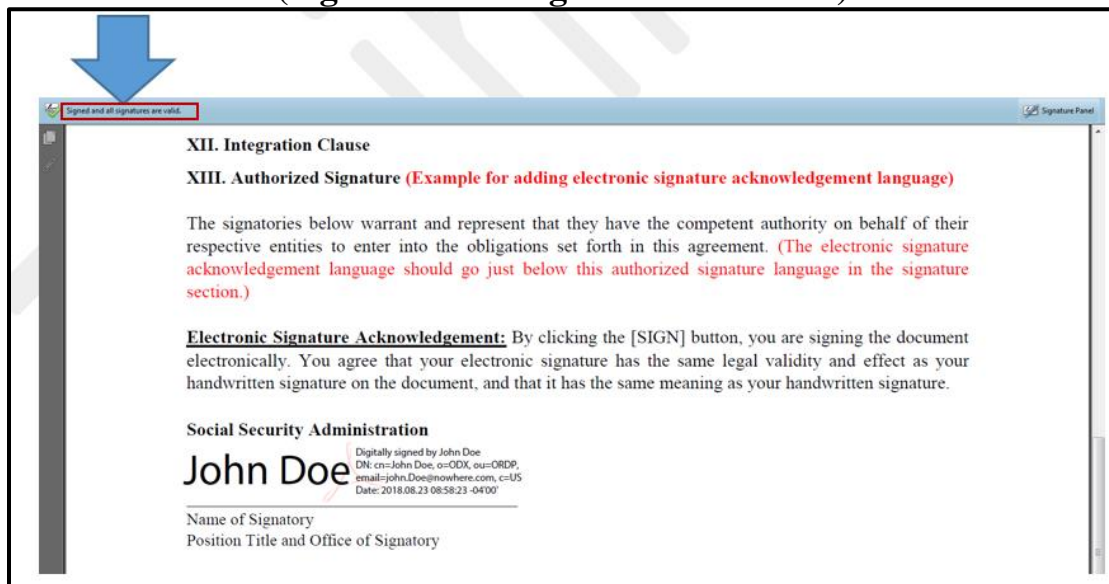 Signed and all signatures are valid.
Signature Panel
XII. Integration Clause
XIII. Authorized Signature (Example for adding electronic signature acknowledgement language)
The signatories below warrant and represent that they have the competent authority on behalf of their
respective entities to enter into the obligations set forth in this agreement. (The electronic signature
acknowledgement language should go just below this authorized signature language in the signature
section.)
Electronic Signature Acknowledgement: By clicking the [SIGN] button, you are signing the document
electronically. You agree that your electronic signature has the same legal validity and effect as your
handwritten signature on the document, and that it has the same meaning as your handwritten signature.
Social Security Administration
John Doe
Digitally signed by John Doe
DN: cn=John Doe, o=ODX, ou=ORDP,
email=john.Doe@nowhere.com, c=US
Date: 2018.08.23 08:58:23 -04'00'
Name of Signatory
Position Title and Office of Signatory